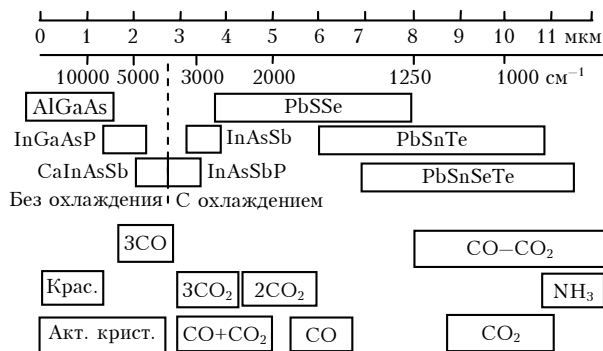 0 1 2 3 4 5 6 7 8 9 10 11 мкм
10000 5000 3000 2000 1250 1000 см⁻¹
AlGaAs PbSSe
InGaAsP InAsSb PbSnTe
CaInAsSb InAsSbP PbSnSeTe
Без охлаждения С охлаждением
3CO CO−CO₂
Крас. 3CO₂ 2CO₂ NH₃
Акт. крист. CO+CO₂ CO CO₂